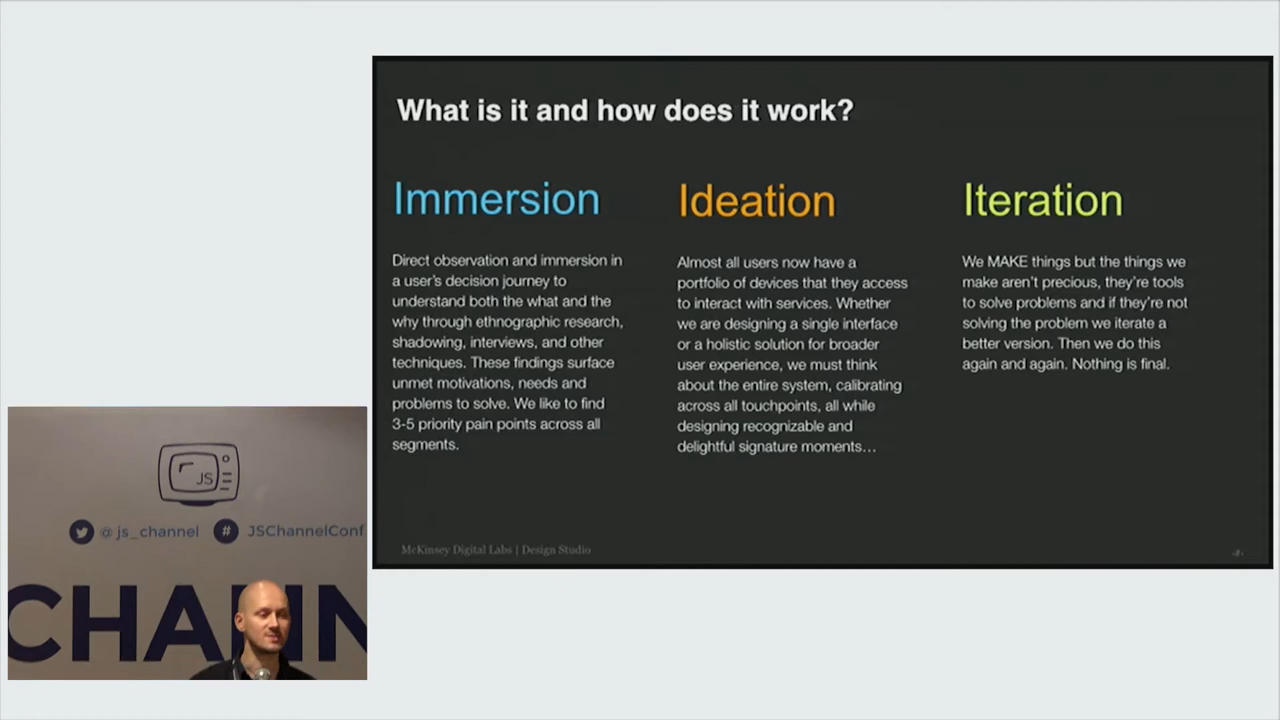 What is it and how does it work?
Immersion
Direct observation and immersion in
a user's decision journey to
understand both the what and the
why through ethnographic research,
shadowing, interviews, and other
techniques. These findings surface
unmet motivations, needs and
problems to solve. We like to find
3-5 priority pain points across all
segments.
Ideation
Almost all users now have a
portfolio of devices that they access
to interact with services. Whether
we are designing a single interface
or a holistic solution for broader
user experience, we must think
about the entire system, calibrating
across all touchpoints, all while
designing recognizable and
delightful signature moments…
Iteration
We MAKE things but the things we
make aren't precious, they're tools
to solve problems and if they're not
solving the problem we iterate a
better version. Then we do this
again and again. Nothing is final.
McKinsey Digital Labs | Design Studio
JS
@js_channel # JSChannelConf
CHANN